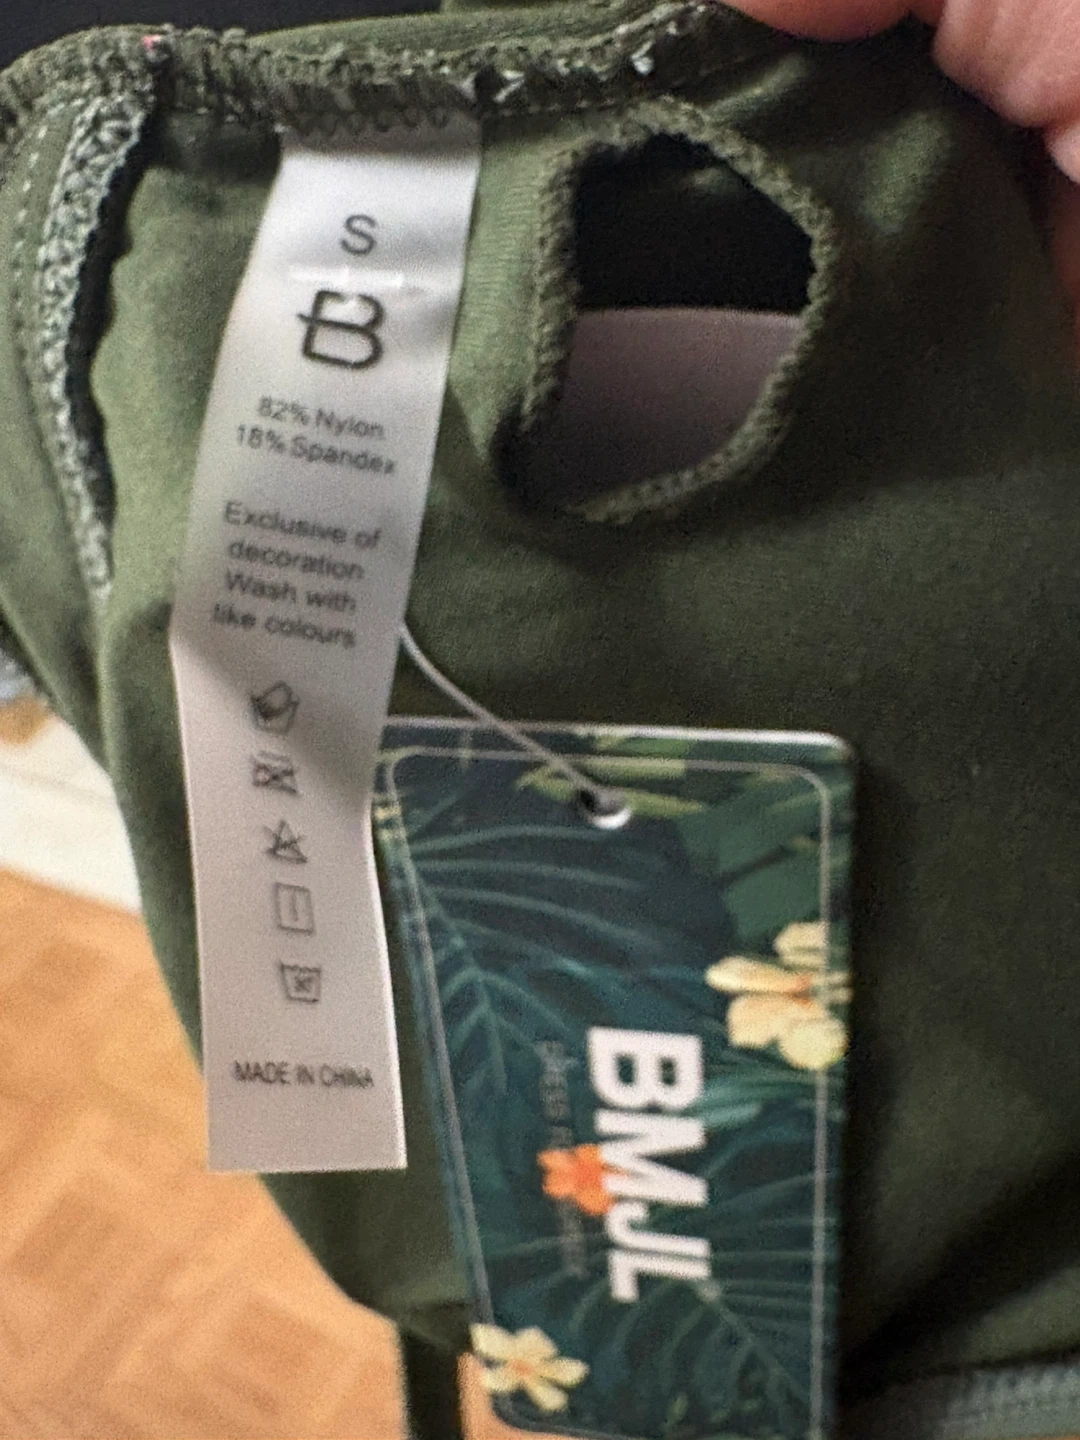 S
B
82% Nylon
18% Spandex
Exclusive of
decoration
Wash with
like colours
MADE IN CHINA
BMJL